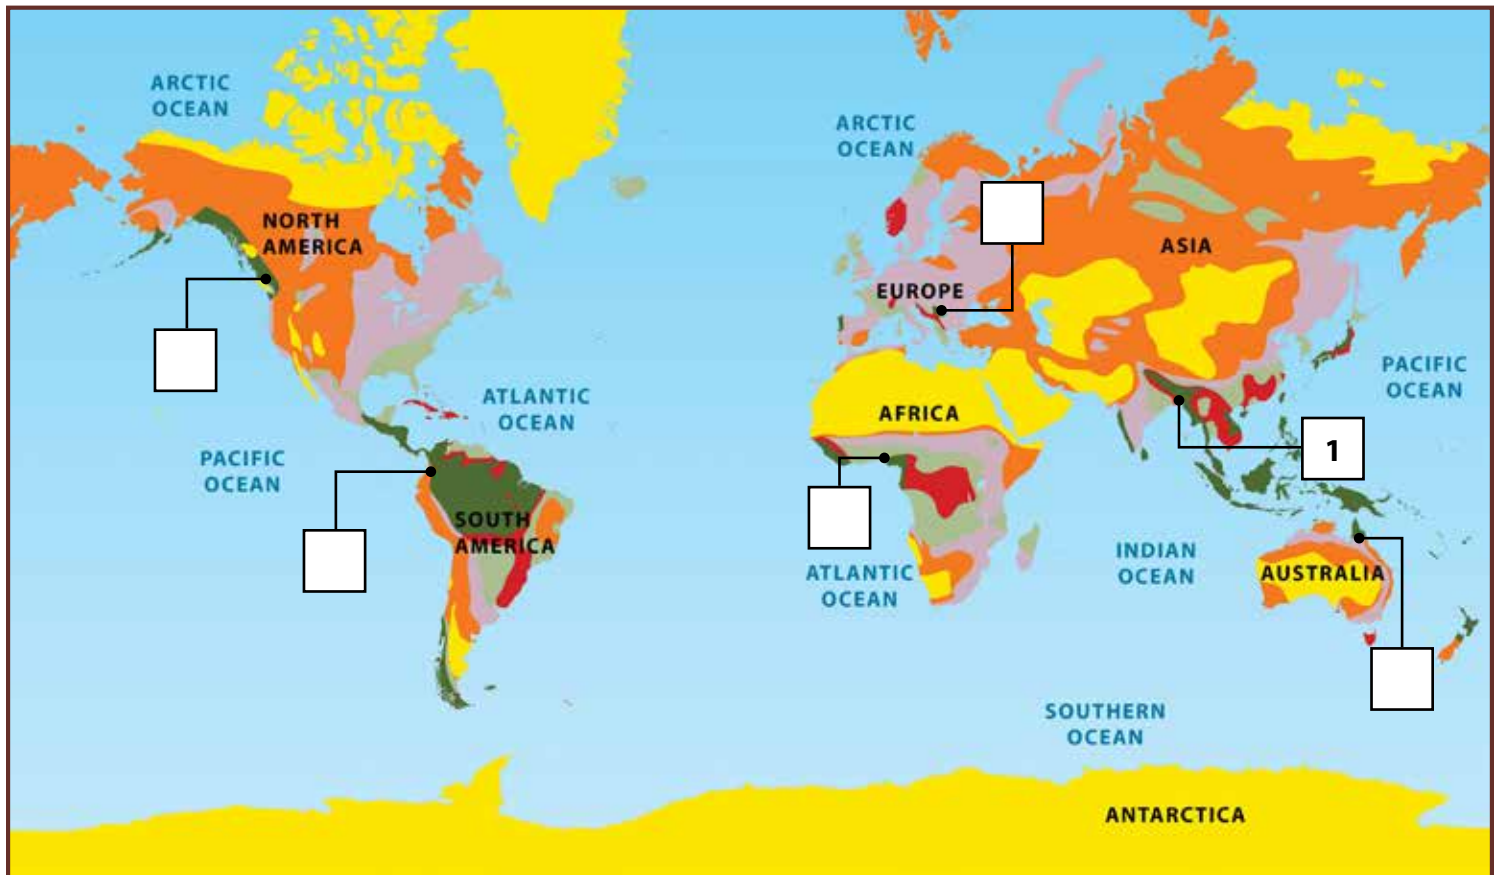 ARCTIC
OCEAN
ARCTIC
OCEAN
NORTH
AMERICA
ASIA
EUROPE
PACIFIC
OCEAN
ATLANTIC
OCEAN
AFRICA
1
PACIFIC
OCEAN
SOUTH
AMERICA
ATLANTIC
OCEAN
INDIAN
OCEAN
AUSTRALIA
SOUTHERN
OCEAN
ANTARCTICA